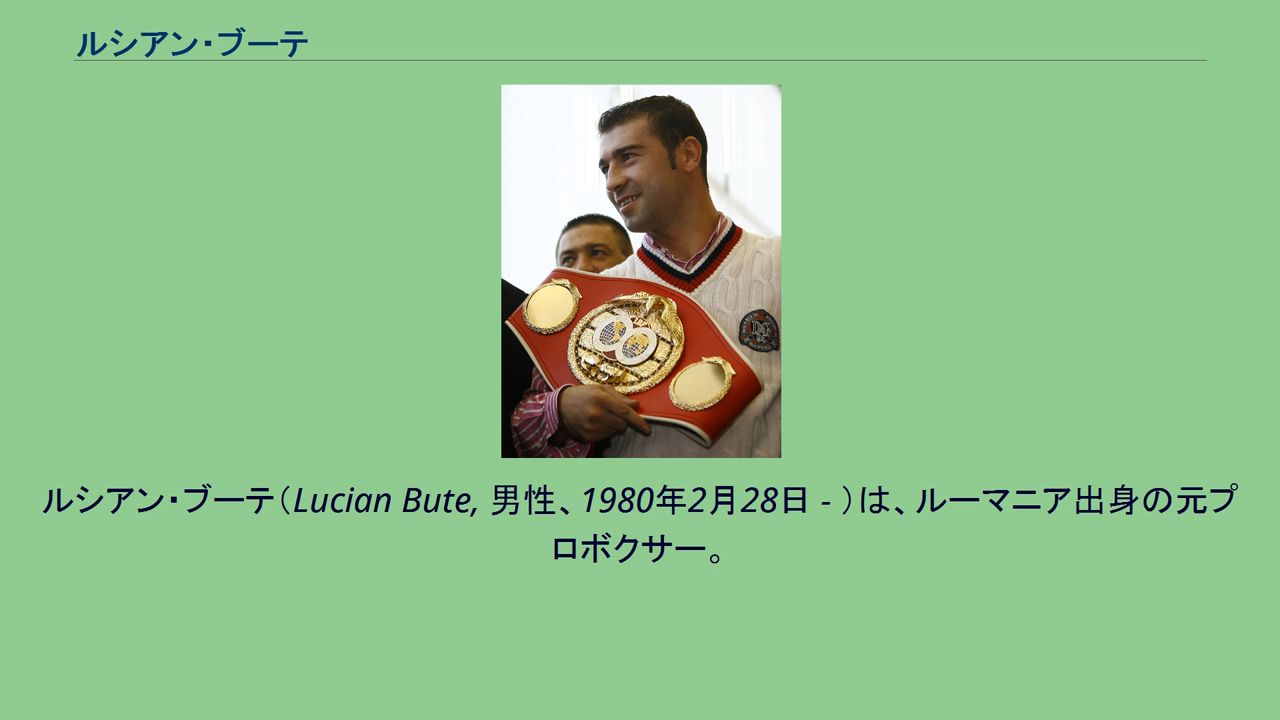 ルシアン・ブーテ
ルシアン・ブーテ（Lucian Bute, 男性、1980年2月28日 - ）は、ルーマニア出身の元プ
ロボクサー。